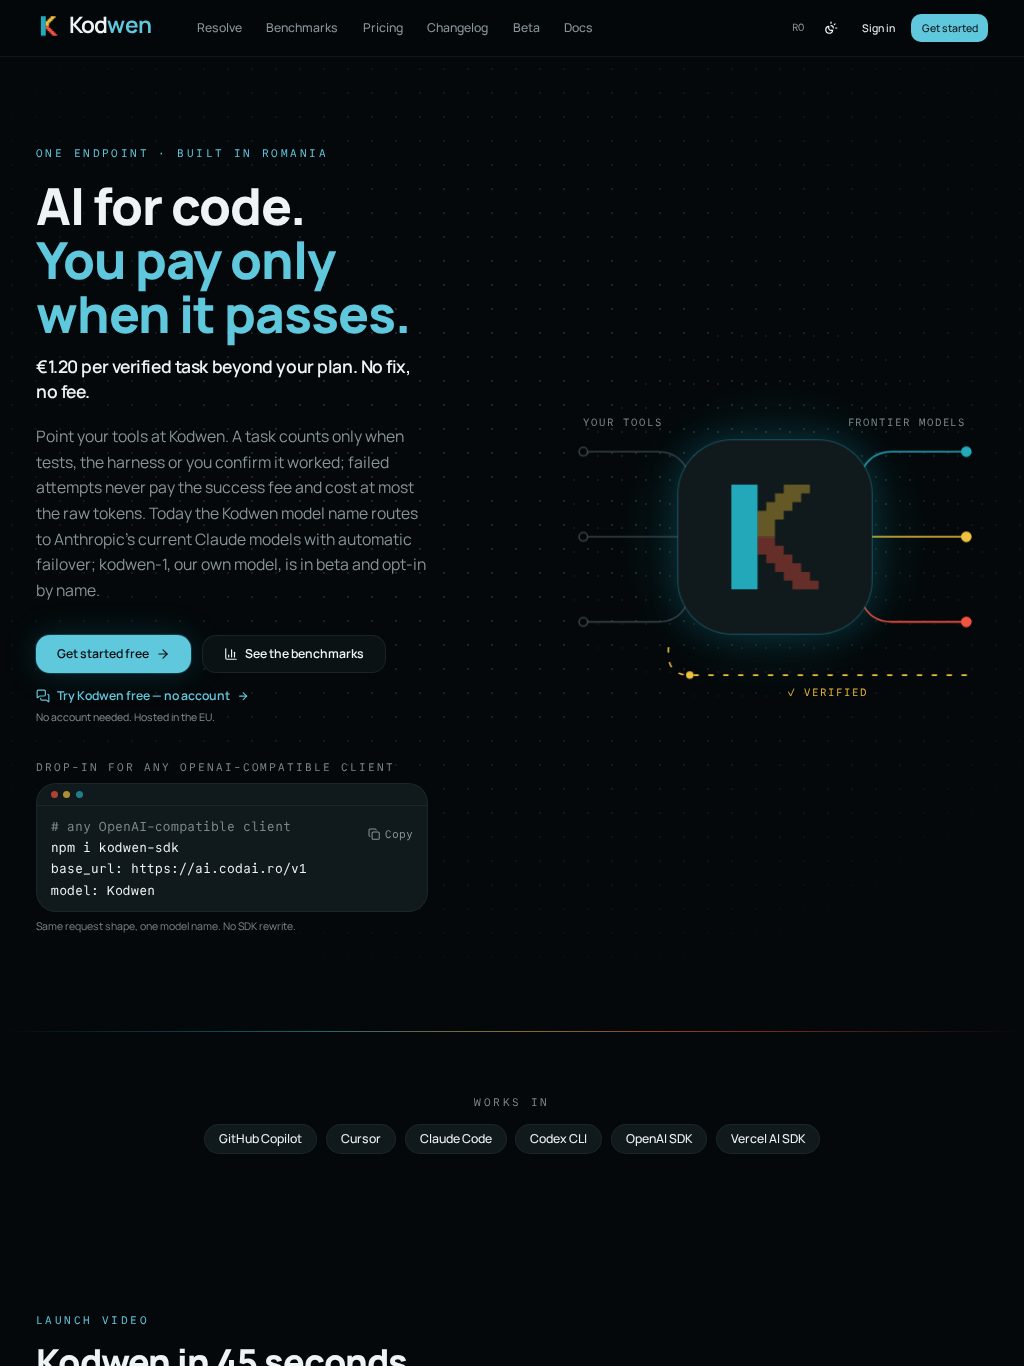 Kodwen
Resolve Benchmarks Pricing Changelog Beta Docs
RO Sign in Get started
ONE ENDPOINT · BUILT IN ROMANIA
AI for code.
You pay only
when it passes.
€1.20 per verified task beyond your plan. No fix,
no fee.
Point your tools at Kodwen. A task counts only when
tests, the harness or you confirm it worked; failed
attempts never pay the success fee and cost at most
the raw tokens. Today the Kodwen model name routes
to Anthropic's current Claude models with automatic
failover; kodwen-1, our own model, is in beta and opt-in
by name.
Get started free →
See the benchmarks
Try Kodwen free — no account →
No account needed. Hosted in the EU.
YOUR TOOLS
FRONTIER MODELS
K
✓ VERIFIED
DROP-IN FOR ANY OPENAI-COMPATIBLE CLIENT
# any OpenAI-compatible client
Copy
npm i kodwen-sdk
base_url: https://ai.codai.ro/v1
model: Kodwen
Same request shape, one model name. No SDK rewrite.
WORKS IN
GitHub Copilot Cursor Claude Code Codex CLI OpenAI SDK Vercel AI SDK
LAUNCH VIDEO
Kodwen in 45 seconds